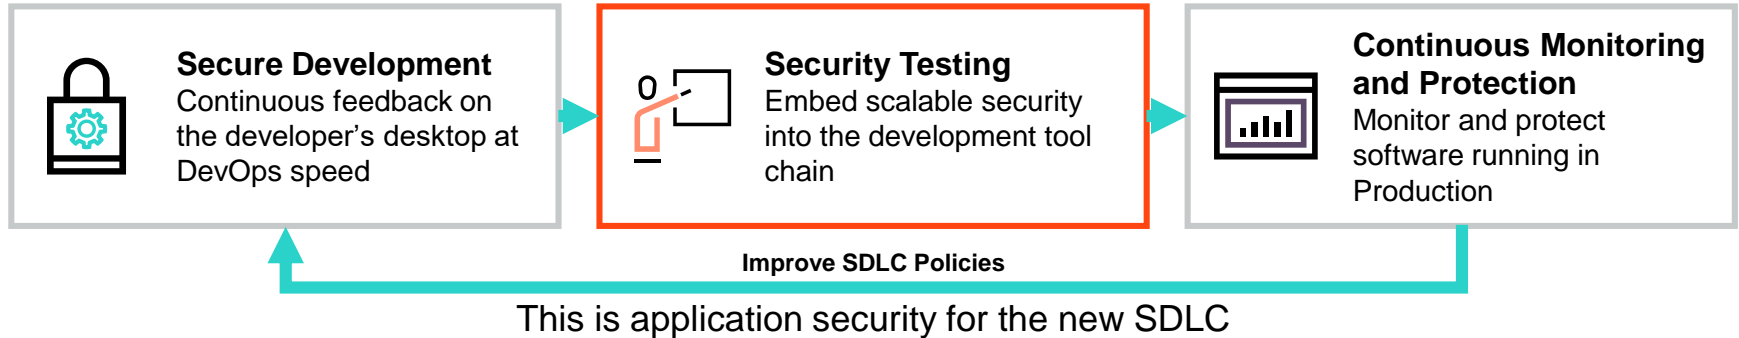 Secure Development
Continuous feedback on
the developer’s desktop at
DevOps speed
Security Testing
Embed scalable security
into the development tool
chain
Continuous Monitoring
and Protection
Monitor and protect
software running in
Production
Improve SDLC Policies
This is application security for the new SDLC